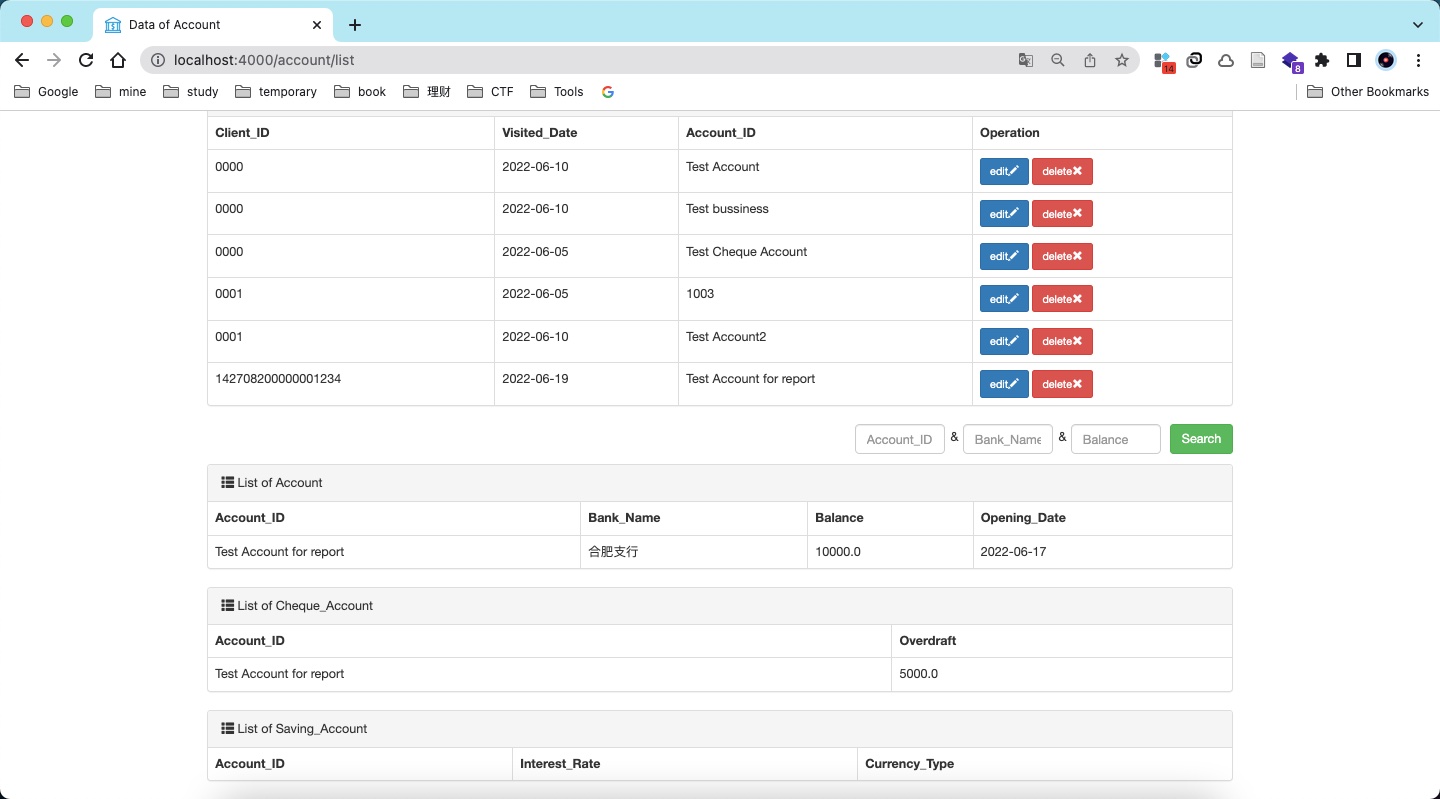 Data of Account
localhost:4000/account/list
14
8
Google mine study temporary book 理财 CTF Tools Other Bookmarks
Client_ID Visited_Date Account_ID Operation
0000 2022-06-10 Test Account edit delete
0000 2022-06-10 Test bussiness edit delete
0000 2022-06-05 Test Cheque Account edit delete
0001 2022-06-05 1003 edit delete
0001 2022-06-10 Test Account2 edit delete
142708200000001234 2022-06-19 Test Account for report edit delete
Account_ID & Bank_Name & Balance Search
List of Account
Account_ID Bank_Name Balance Opening_Date
Test Account for report 合肥支行 10000.0 2022-06-17
List of Cheque_Account
Account_ID Overdraft
Test Account for report 5000.0
List of Saving_Account
Account_ID Interest_Rate Currency_Type